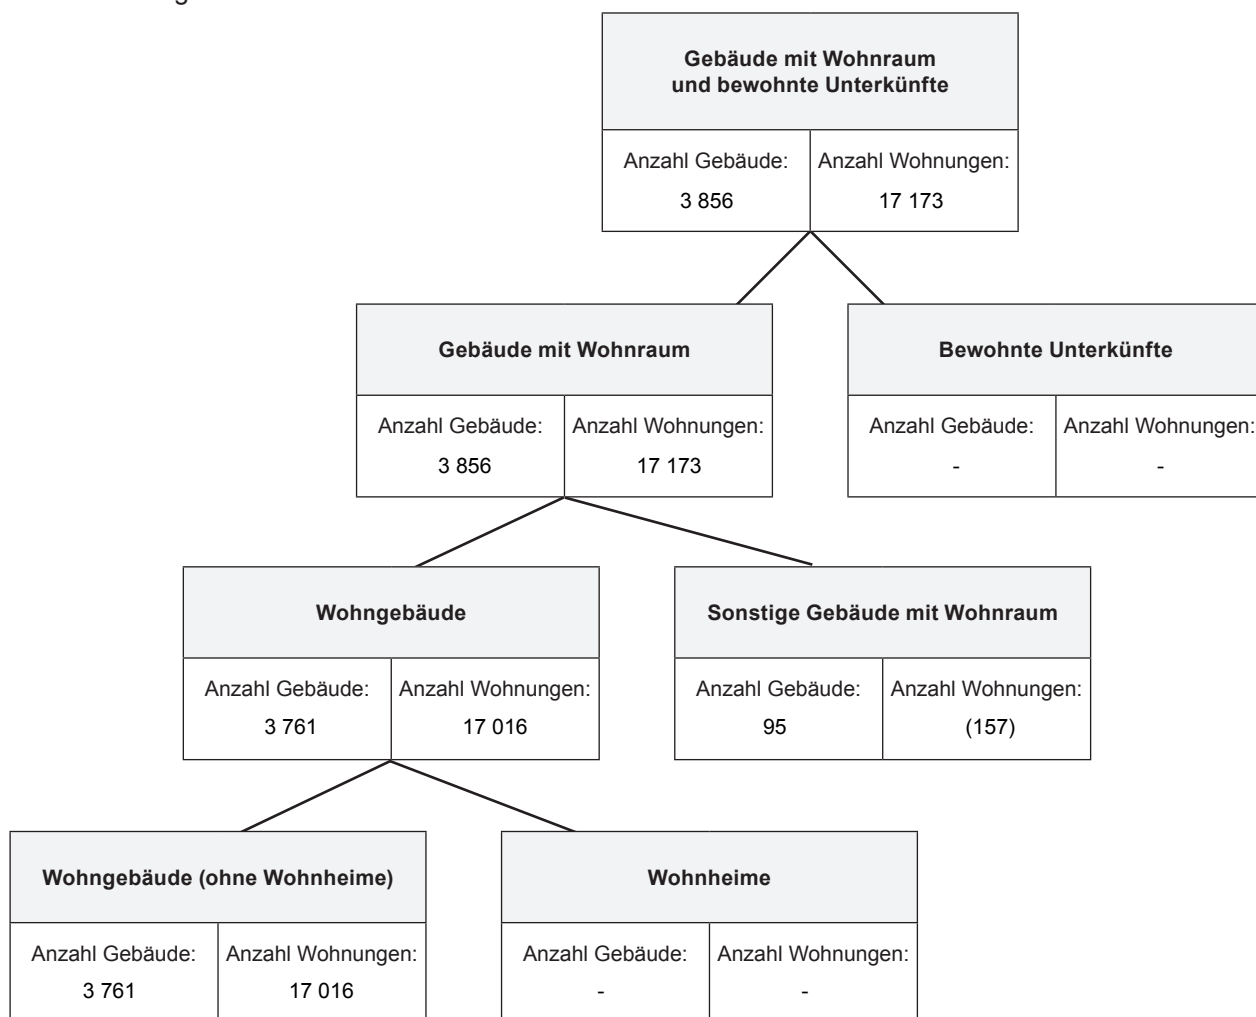 Gebäude mit Wohnraum
und bewohnte Unterkünfte
Anzahl Gebäude: Anzahl Wohnungen:
3 856 17 173
Gebäude mit Wohnraum Bewohnte Unterkünfte
Anzahl Gebäude: Anzahl Wohnungen: Anzahl Gebäude: Anzahl Wohnungen:
3 856 17 173 - -
Wohngebäude Sonstige Gebäude mit Wohnraum
Anzahl Gebäude: Anzahl Wohnungen: Anzahl Gebäude: Anzahl Wohnungen:
3 761 17 016 95 (157)
Wohngebäude (ohne Wohnheime) Wohnheime
Anzahl Gebäude: Anzahl Wohnungen: Anzahl Gebäude: Anzahl Wohnungen:
3 761 17 016 - -